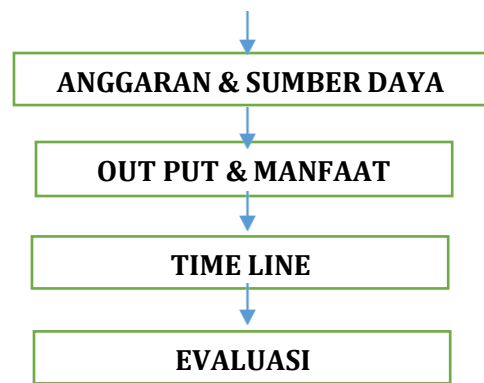 ANGGARAN & SUMBER DAYA
OUT PUT & MANFAAT
TIME LINE
EVALUASI